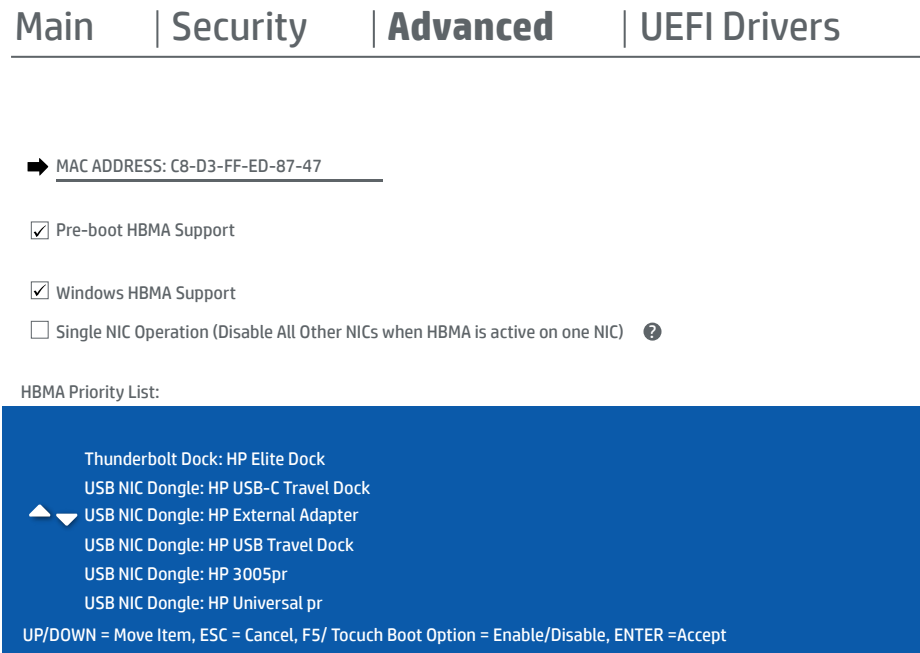 Main | Security | Advanced | UEFI Drivers
MAC ADDRESS: C8-D3-FF-ED-87-47
Pre-boot HBMA Support
Windows HBMA Support
Single NIC Operation (Disable All Other NICs when HBMA is active on one NIC) ?
HBMA Priority List:
Thunderbolt Dock: HP Elite Dock
USB NIC Dongle: HP USB-C Travel Dock
USB NIC Dongle: HP External Adapter
USB NIC Dongle: HP USB Travel Dock
USB NIC Dongle: HP 3005pr
USB NIC Dongle: HP Universal pr
UP/DOWN = Move Item, ESC = Cancel, F5/ Tocuch Boot Option = Enable/Disable, ENTER =Accept